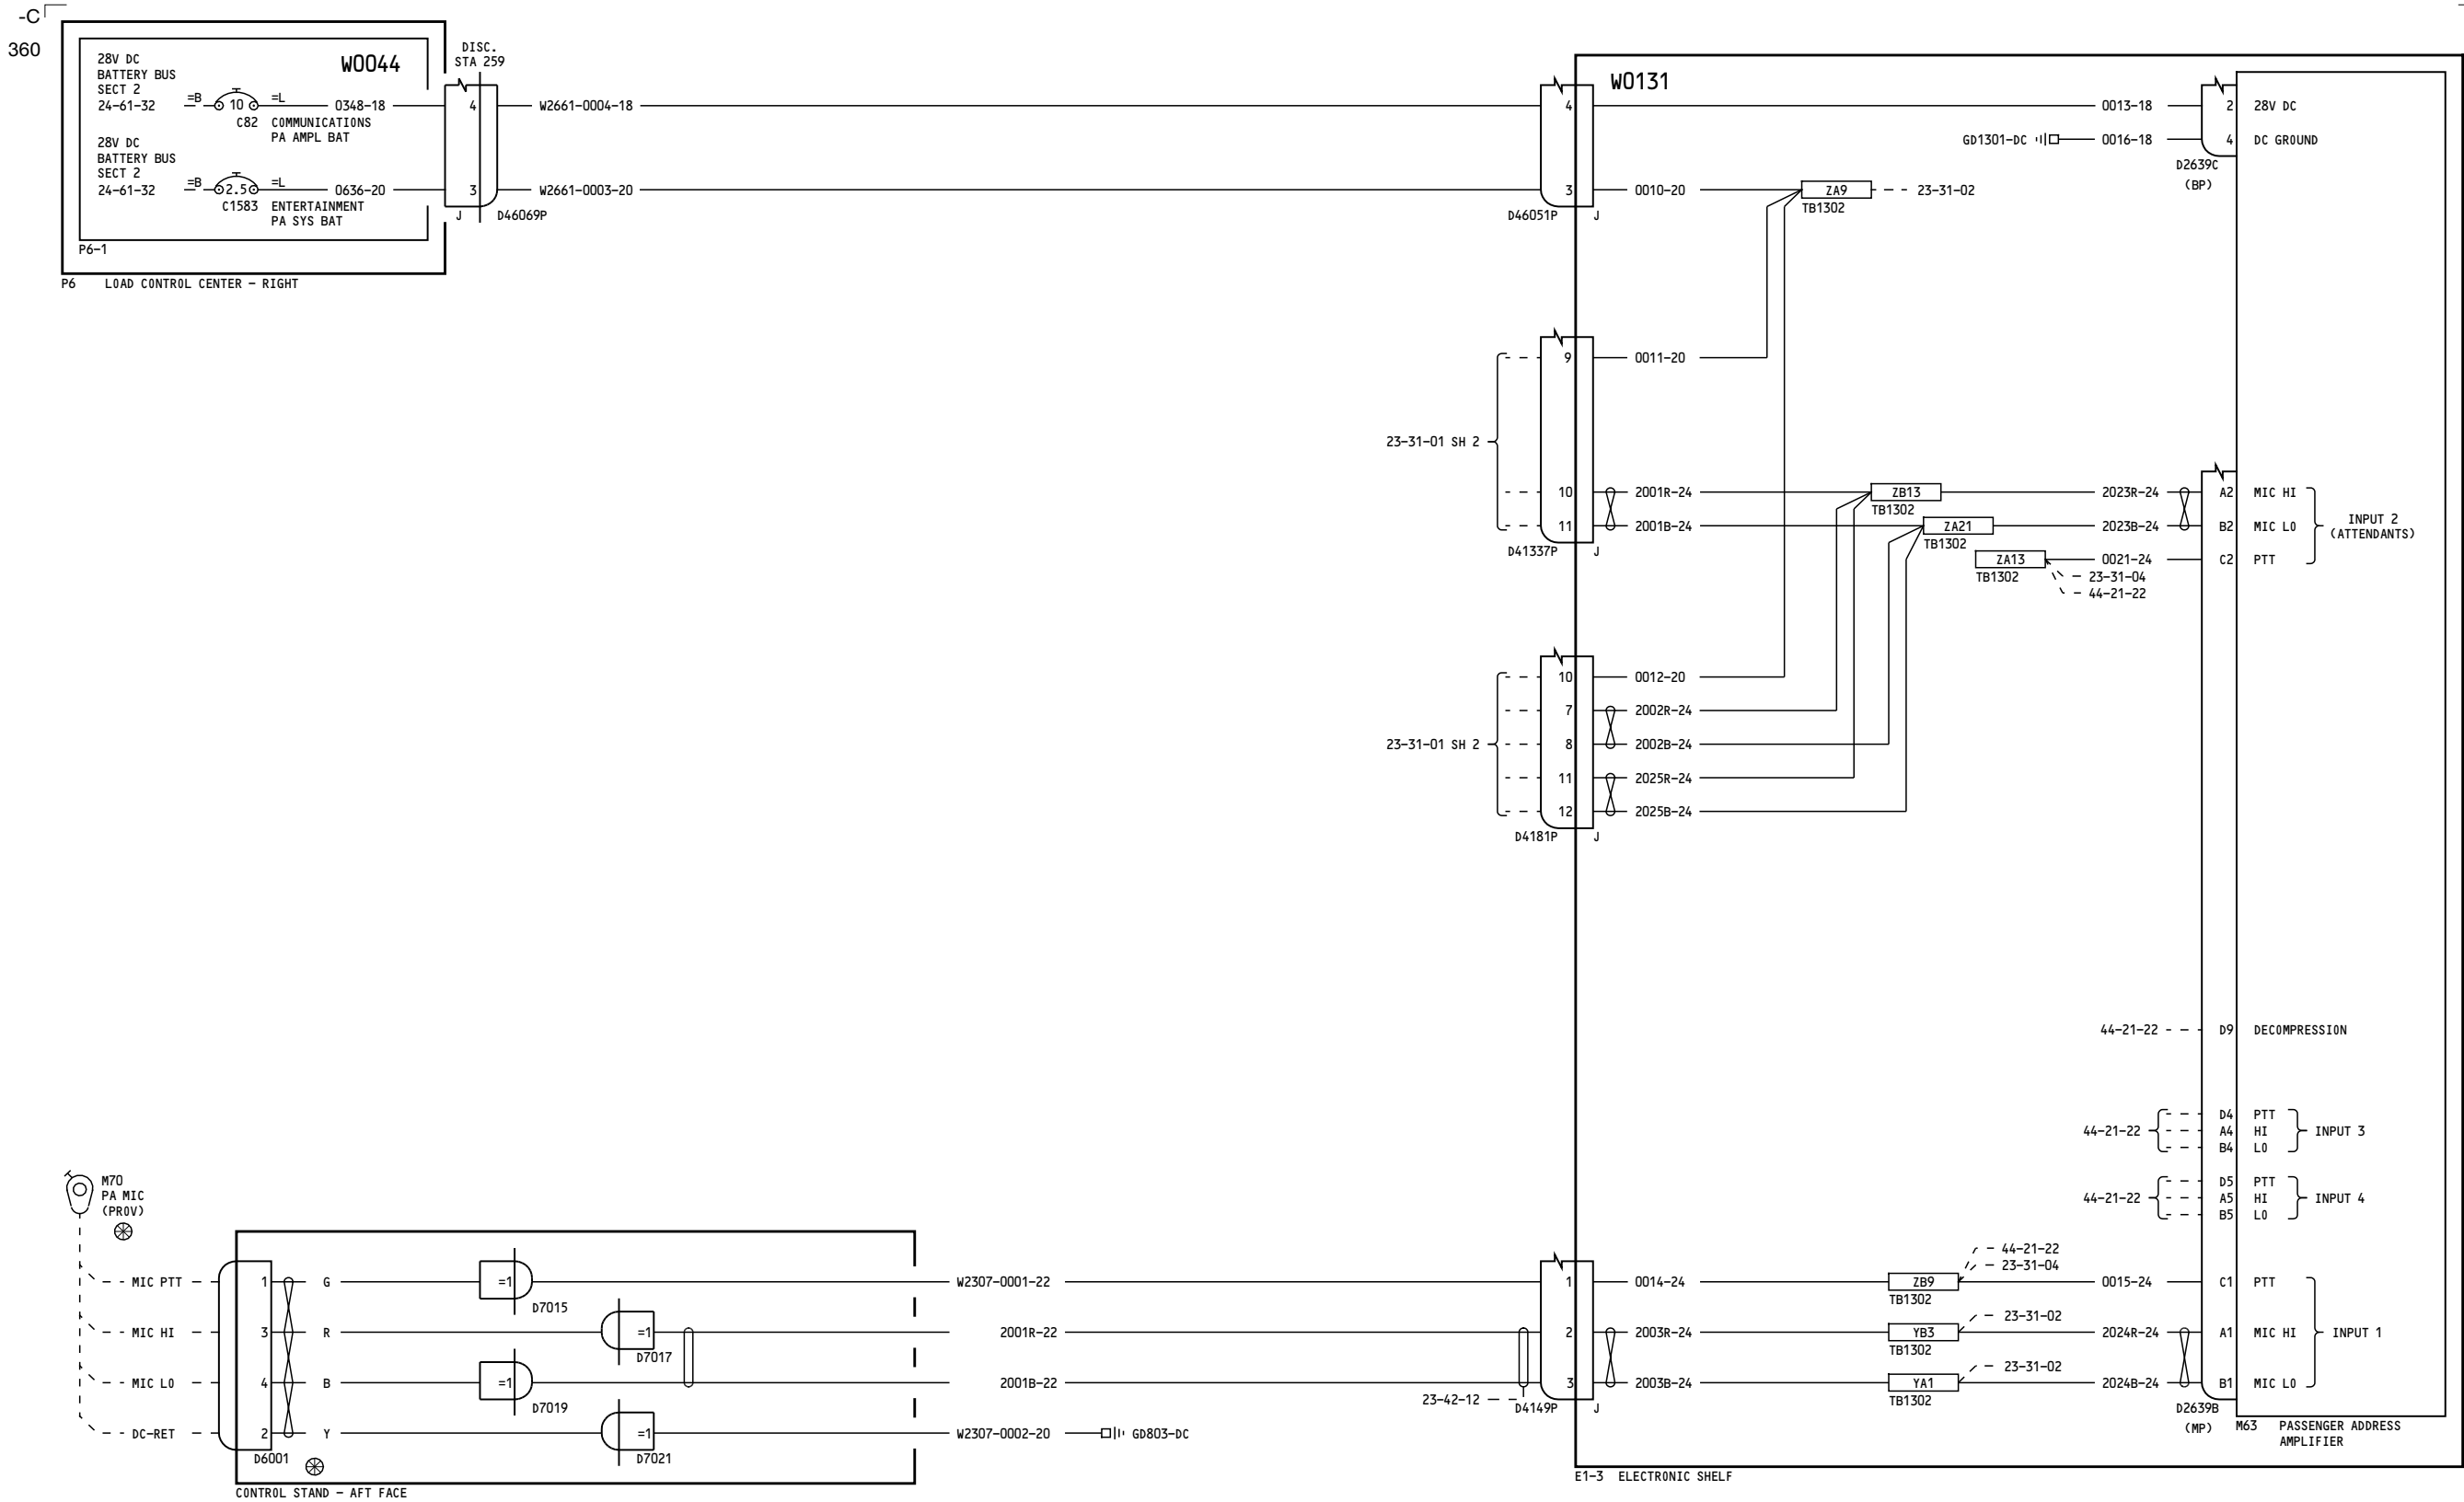 -C
360
28V DC
BATTERY BUS
SECT 2
24-61-32
W0044
=B
10
=L
0348-18
C82 COMMUNICATIONS
PA AMPL BAT
28V DC
BATTERY BUS
SECT 2
24-61-32
=B
2.5
=L
0636-20
C1583 ENTERTAINMENT
PA SYS BAT
P6-1
P6 LOAD CONTROL CENTER - RIGHT
DISC.
STA 259
4
3
J
D46069P
W2661-0004-18
W2661-0003-20
4
3
D46051P
J
W0131
0013-18
2
28V DC
GD1301-DC
0016-18
4
DC GROUND
D2639C
(BP)
0010-20
ZA9
TB1302
23-31-02
23-31-01 SH 2
9
0011-20
10
2001R-24
ZB13
TB1302
2023R-24
A2
MIC HI
11
2001B-24
ZA21
TB1302
2023B-24
B2
MIC LO
INPUT 2
(ATTENDANTS)
D41337P
J
ZA13
TB1302
0021-24
C2
PTT
23-31-04
44-21-22
23-31-01 SH 2
10
0012-20
7
2002R-24
8
2002B-24
11
2025R-24
12
2025B-24
D4181P
J
44-21-22
D9
DECOMPRESSION
44-21-22
D4
PTT
A4
HI
B4
LO
INPUT 3
44-21-22
D5
PTT
A5
HI
B5
LO
INPUT 4
M70
PA MIC
(PROV)
MIC PTT
1
G
=1
D7015
W2307-0001-22
1
0014-24
ZB9
TB1302
44-21-22
23-31-04
0015-24
C1
PTT
MIC HI
3
R
=1
D7017
2001R-22
2
2003R-24
YB3
TB1302
23-31-02
2024R-24
A1
MIC HI
INPUT 1
MIC LO
4
B
=1
D7019
2001B-22
3
2003B-24
YA1
TB1302
23-31-02
2024B-24
B1
MIC LO
23-42-12
D4149P
J
D2639B
(MP)
DC-RET
2
Y
=1
D7021
W2307-0002-20
GD803-DC
D6001
CONTROL STAND - AFT FACE
M63 PASSENGER ADDRESS
AMPLIFIER
E1-3 ELECTRONIC SHELF